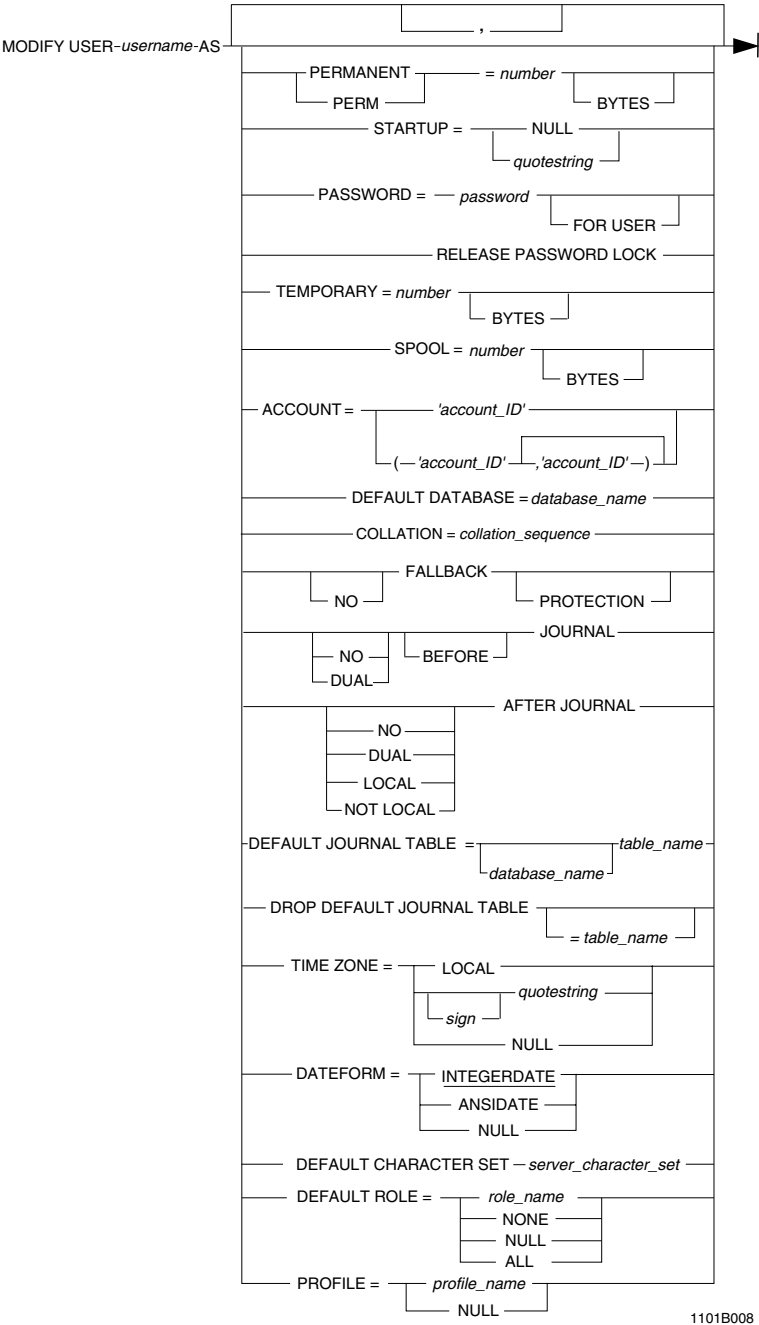 ,
MODIFY USER-username-AS
PERMANENT = number
PERM BYTES
STARTUP = NULL
quotestring
PASSWORD = password
FOR USER
RELEASE PASSWORD LOCK
TEMPORARY = number
BYTES
SPOOL = number
BYTES
ACCOUNT = 'account_ID'
( 'account_ID' ,'account_ID' )
DEFAULT DATABASE = database_name
COLLATION = collation_sequence
FALLBACK
NO PROTECTION
JOURNAL
NO BEFORE
DUAL
AFTER JOURNAL
NO
DUAL
LOCAL
NOT LOCAL
DEFAULT JOURNAL TABLE = table_name
database_name
DROP DEFAULT JOURNAL TABLE
= table_name
TIME ZONE = LOCAL
quotestring
sign
NULL
DATEFORM = INTEGERDATE
ANSIDATE
NULL
DEFAULT CHARACTER SET server_character_set
DEFAULT ROLE = role_name
NONE
NULL
ALL
PROFILE = profile_name
NULL
1101B008